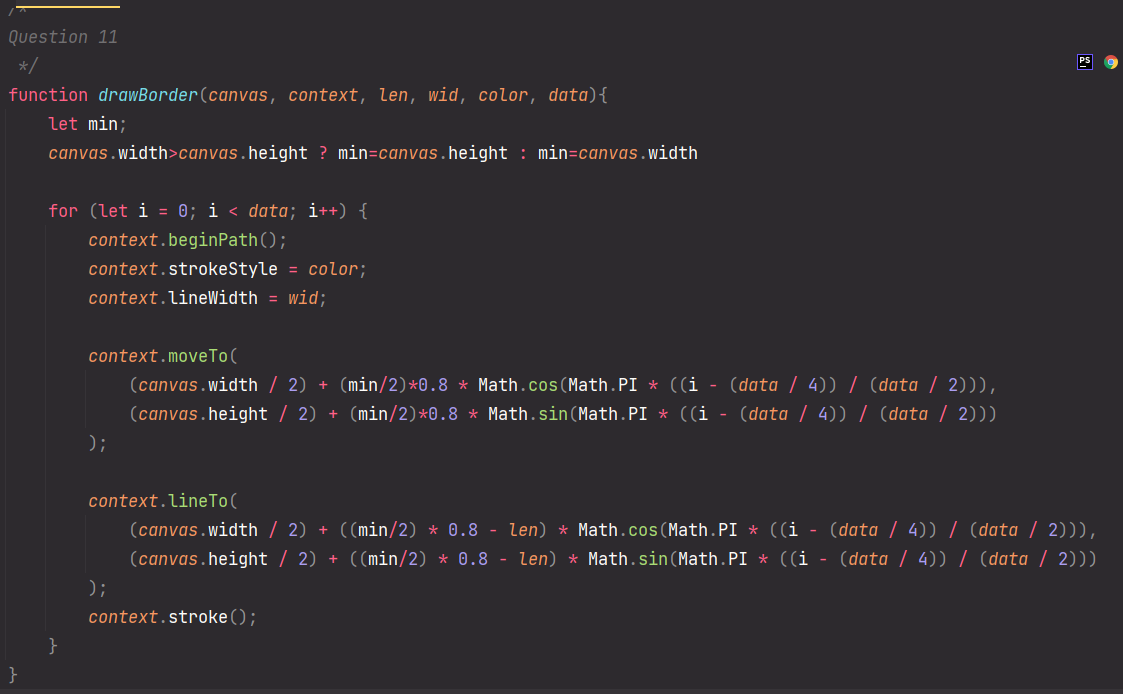 /*
Question 11
 */
function drawBorder(canvas, context, len, wid, color, data){
    let min;
    canvas.width>canvas.height ? min=canvas.height : min=canvas.width
    for (let i = 0; i < data; i++) {
        context.beginPath();
        context.strokeStyle = color;
        context.lineWidth = wid;
        context.moveTo(
            (canvas.width / 2) + (min/2)*0.8 * Math.cos(Math.PI * ((i - (data / 4)) / (data / 2))),
            (canvas.height / 2) + (min/2)*0.8 * Math.sin(Math.PI * ((i - (data / 4)) / (data / 2)))
        );
        context.lineTo(
            (canvas.width / 2) + ((min/2) * 0.8 - len) * Math.cos(Math.PI * ((i - (data / 4)) / (data / 2))),
            (canvas.height / 2) + ((min/2) * 0.8 - len) * Math.sin(Math.PI * ((i - (data / 4)) / (data / 2)))
        );
        context.stroke();
    }
}
PS